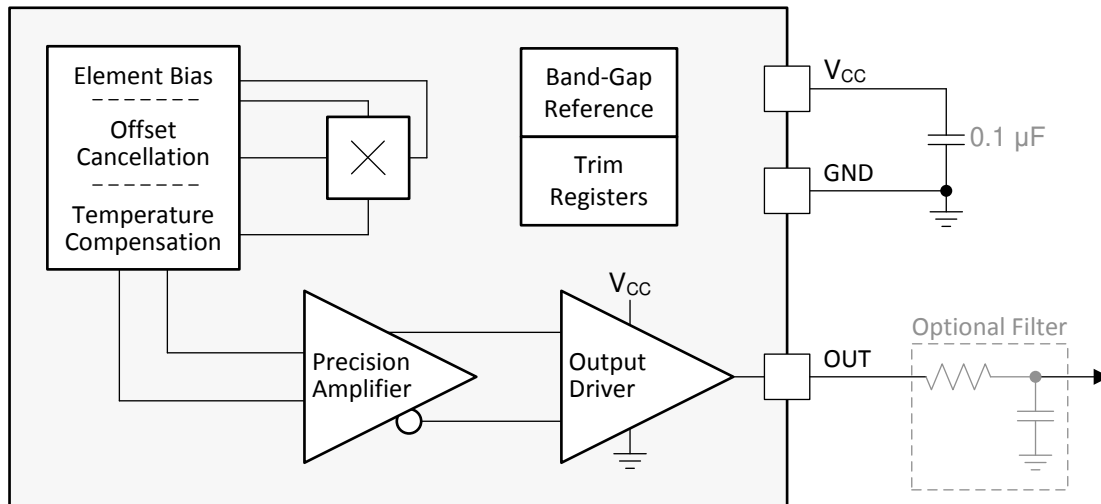 Element Bias
Offset
Cancellation
Temperature
Compensation
Band-Gap
Reference
Trim
Registers
VCC
0.1 µF
GND
VCC
Precision
Amplifier
Output
Driver
OUT
Optional Filter